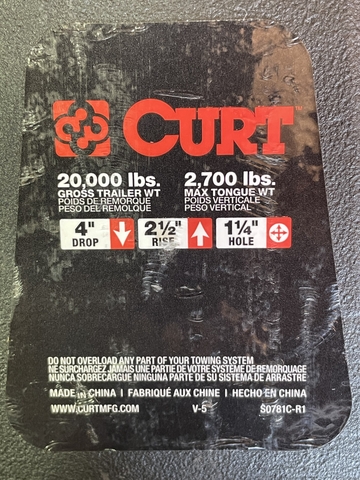 CURT™
20,000 lbs. 2,700 lbs.
GROSS TRAILER WT MAX TONGUE WT
POIDS DE REMORQUE POIDS VERTICALE
PESO DEL REMOLQUE PESO VERTICAL
4" 2½" 1¼"
DROP RISE HOLE
DO NOT OVERLOAD ANY PART OF YOUR TOWING SYSTEM
NE SURCHARGEZ JAMAIS UNE PARTIE DE VOTRE SYSTÈME DE REMORQUAGE
NUNCA SOBRECARGUE NINGUNA PARTE DE SU SISTEMA DE ARRASTRE
MADE IN CHINA | FABRIQUÉ AUX CHINE | HECHO EN CHINA
WWW.CURTMFG.COM V-5 S0781C-R1